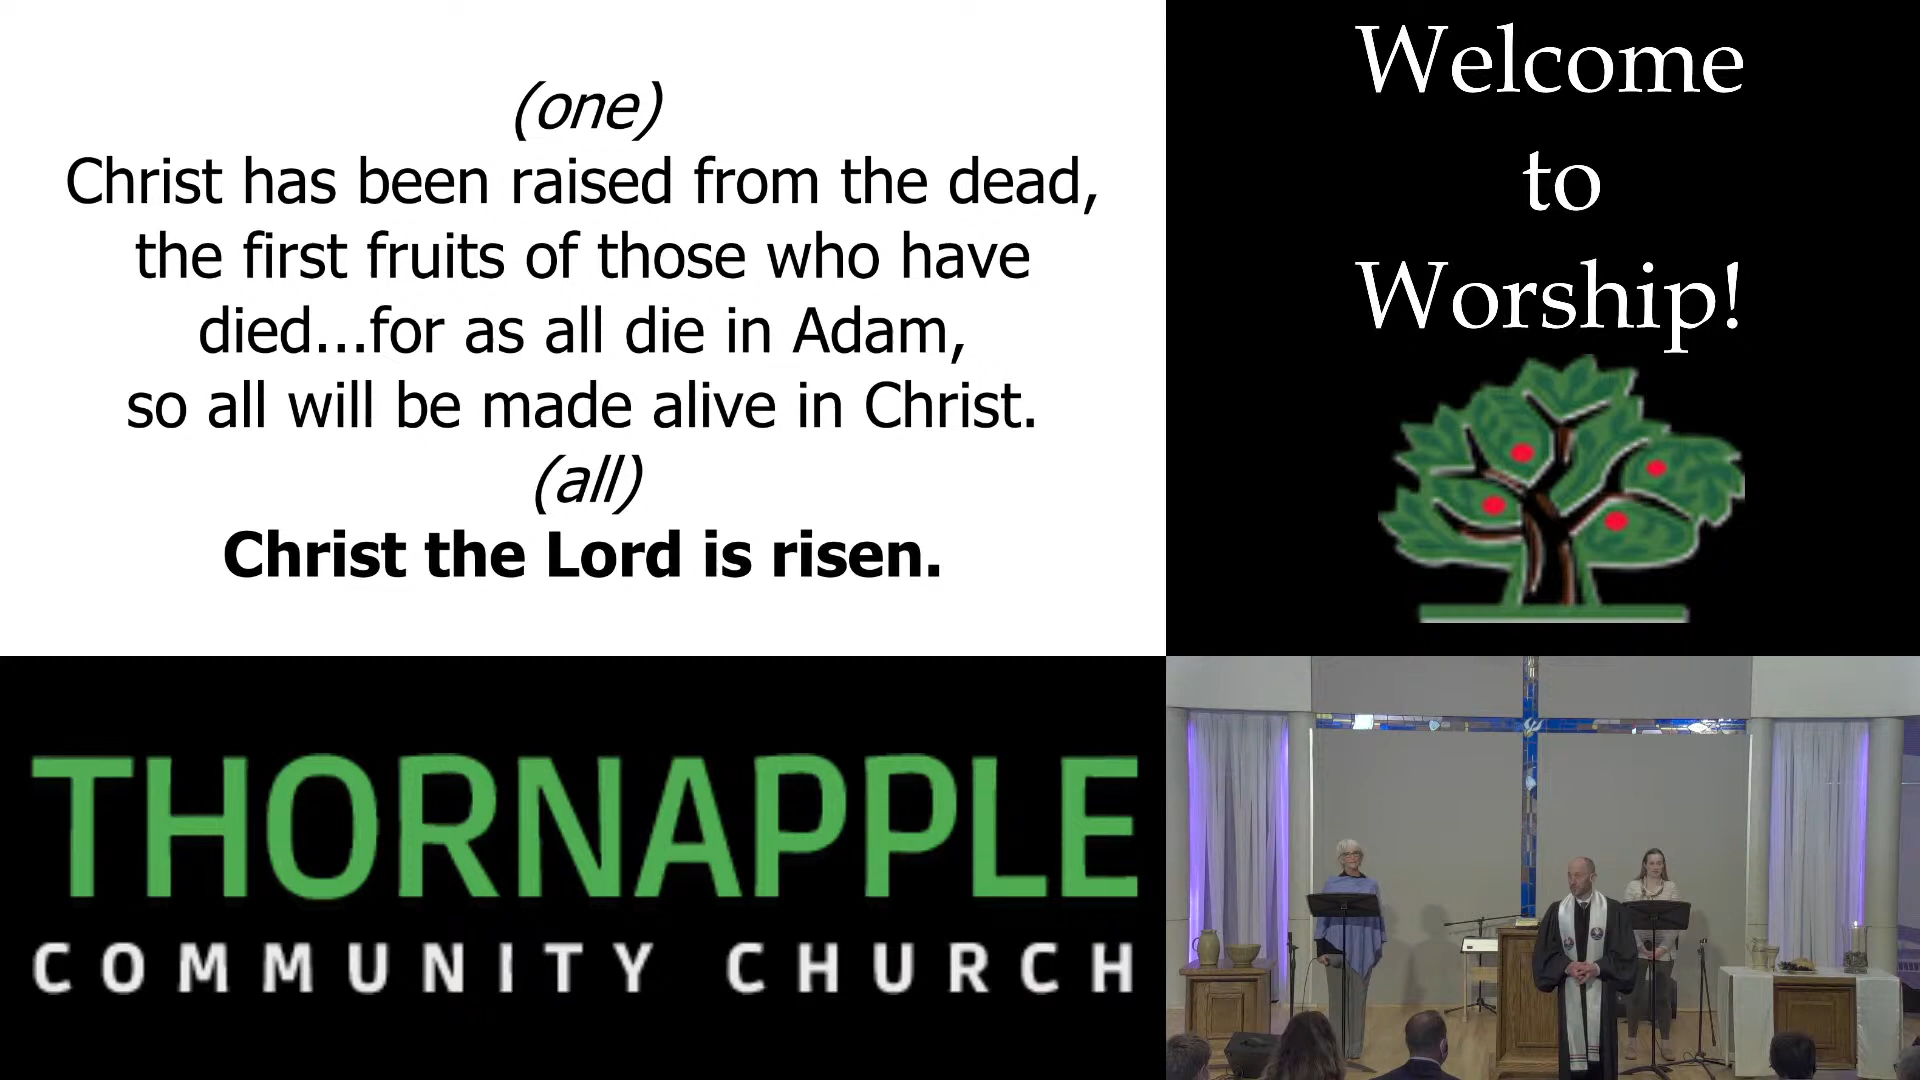 (one)
Christ has been raised from the dead,
the first fruits of those who have
died...for as all die in Adam,
so all will be made alive in Christ.
(all)
Christ the Lord is risen.
Welcome
to
Worship!
THORNAPPLE
COMMUNITY CHURCH